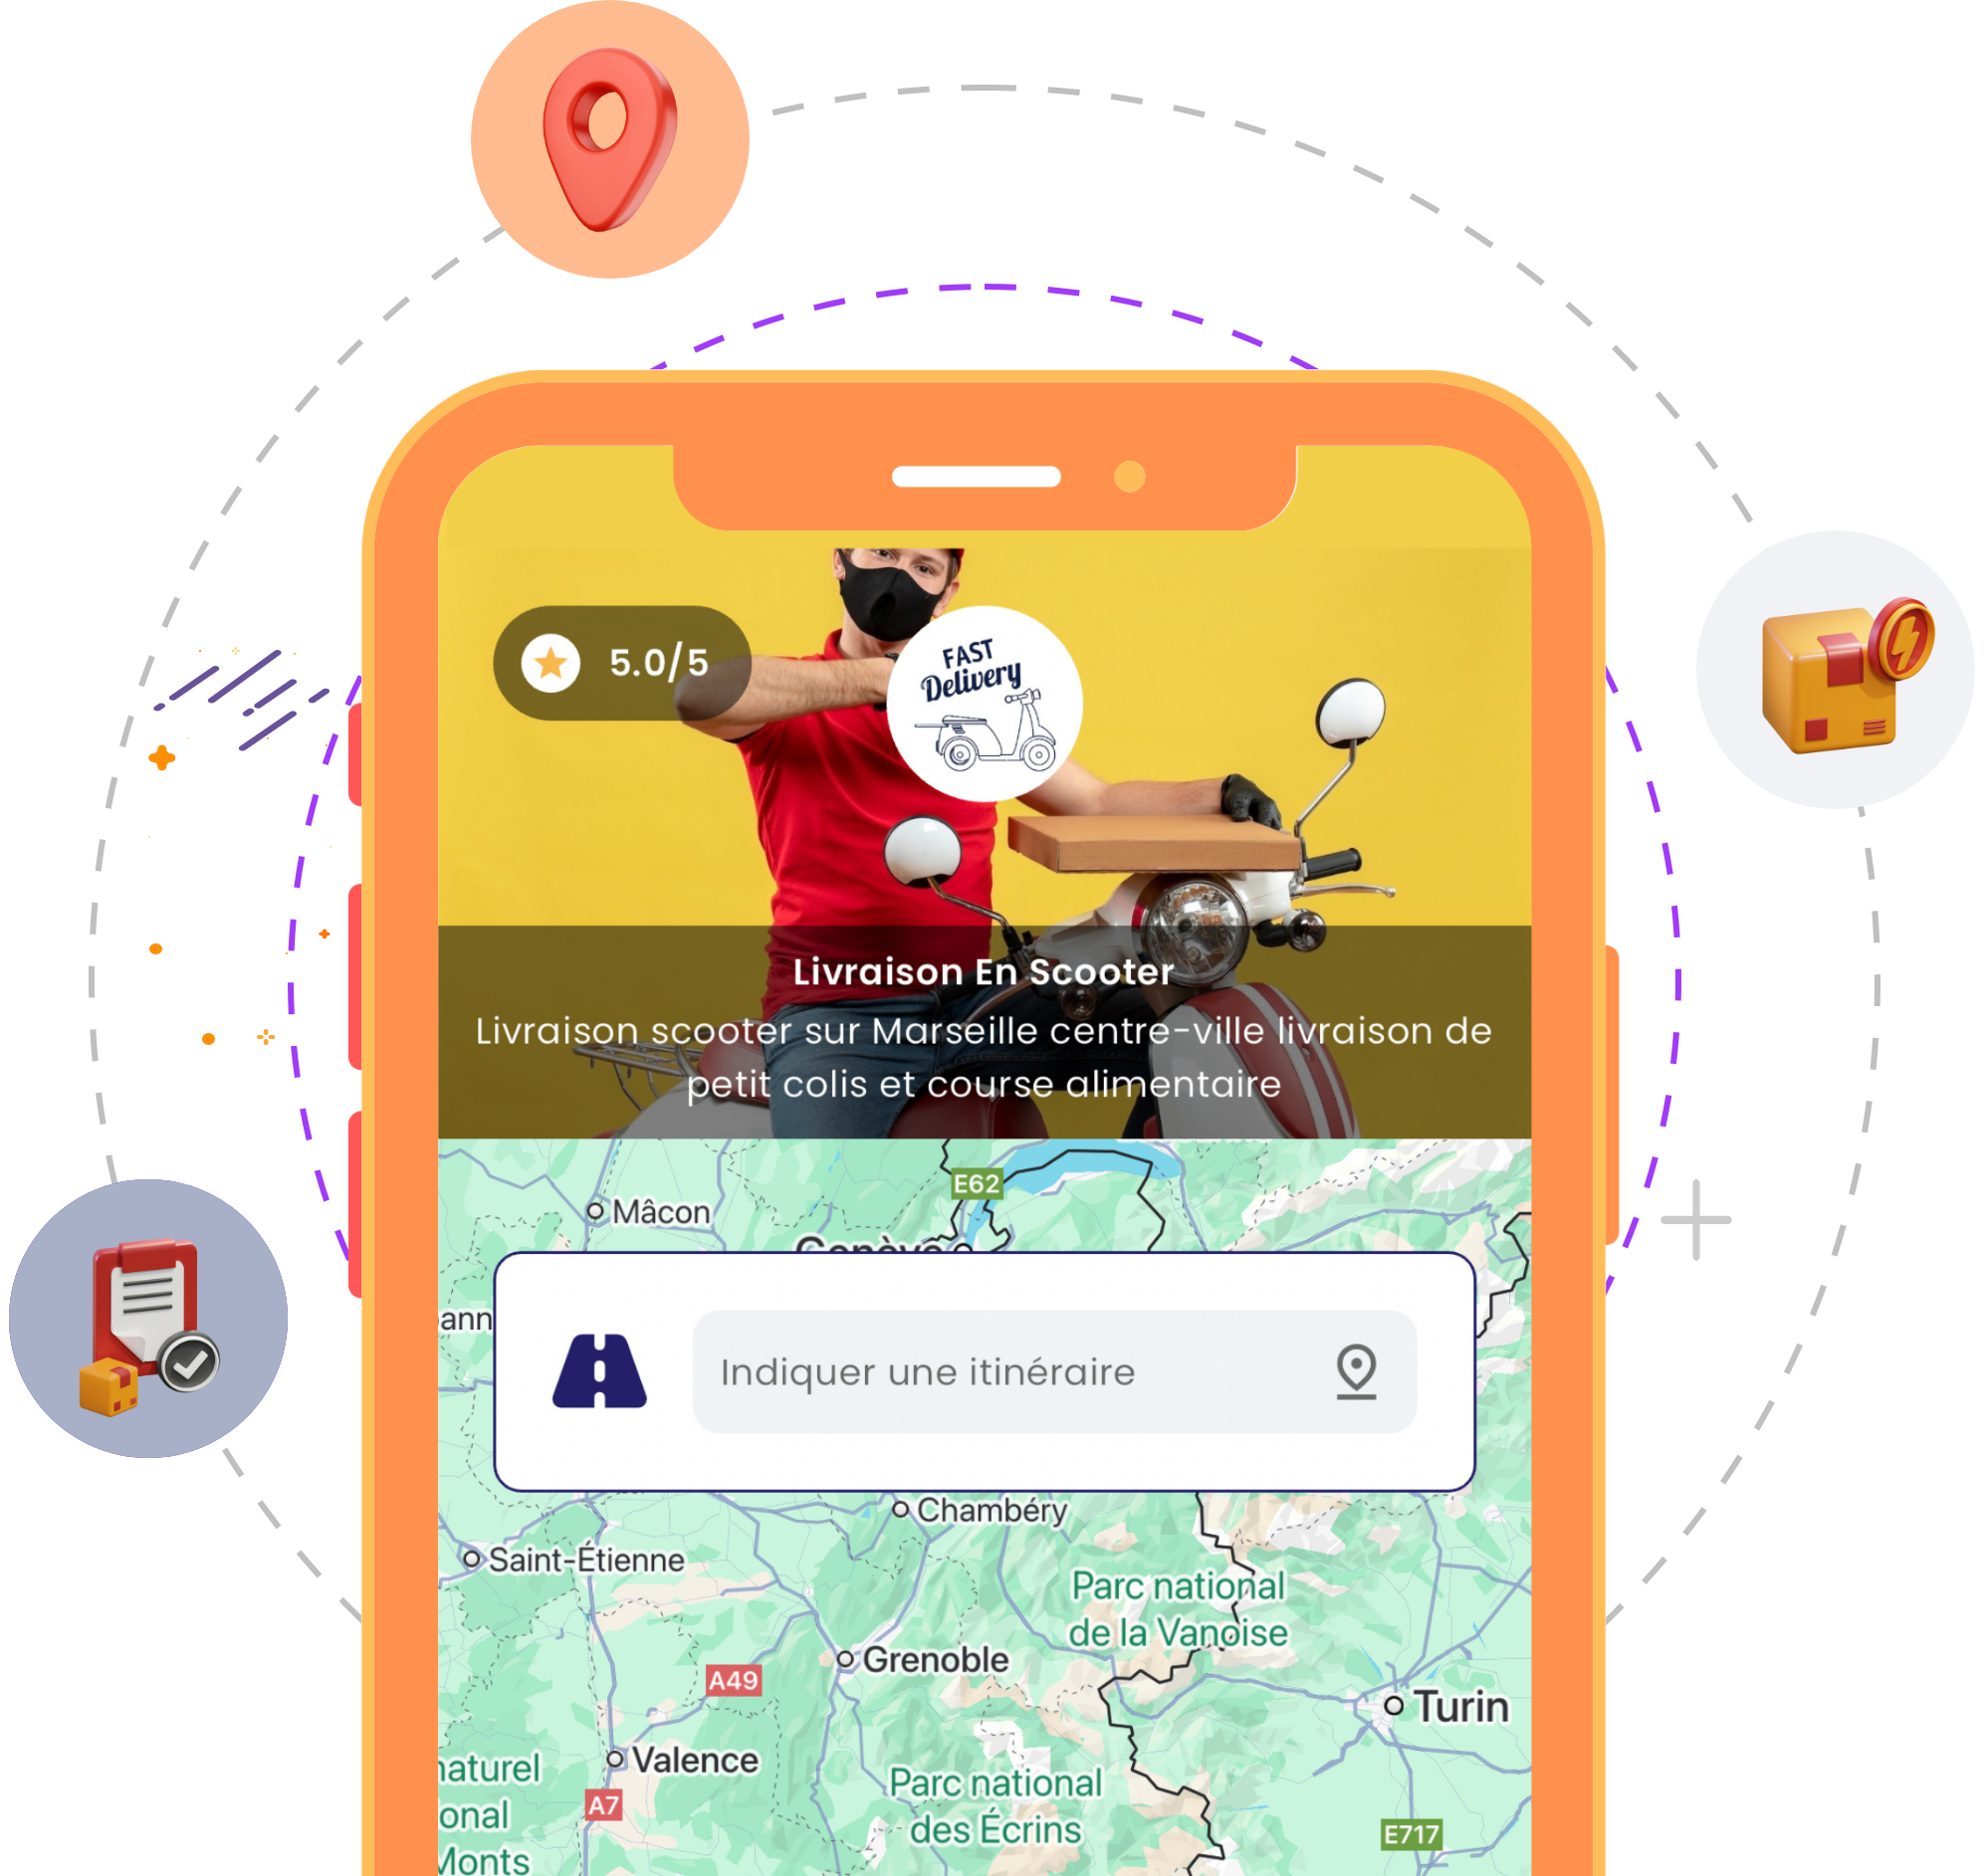 5.0/5
FAST
Delivery
Livraison En Scooter
Livraison scooter sur Marseille centre-ville livraison de
petit colis et course alimentaire
E62
Mâcon
Genève
ann
Indiquer une itinéraire
Chambéry
Saint-Étienne
Parc national
de la Vanoise
Grenoble
A49
Turin
Valence
naturel
Parc national
A7
onal
des Écrins
E717
Monts